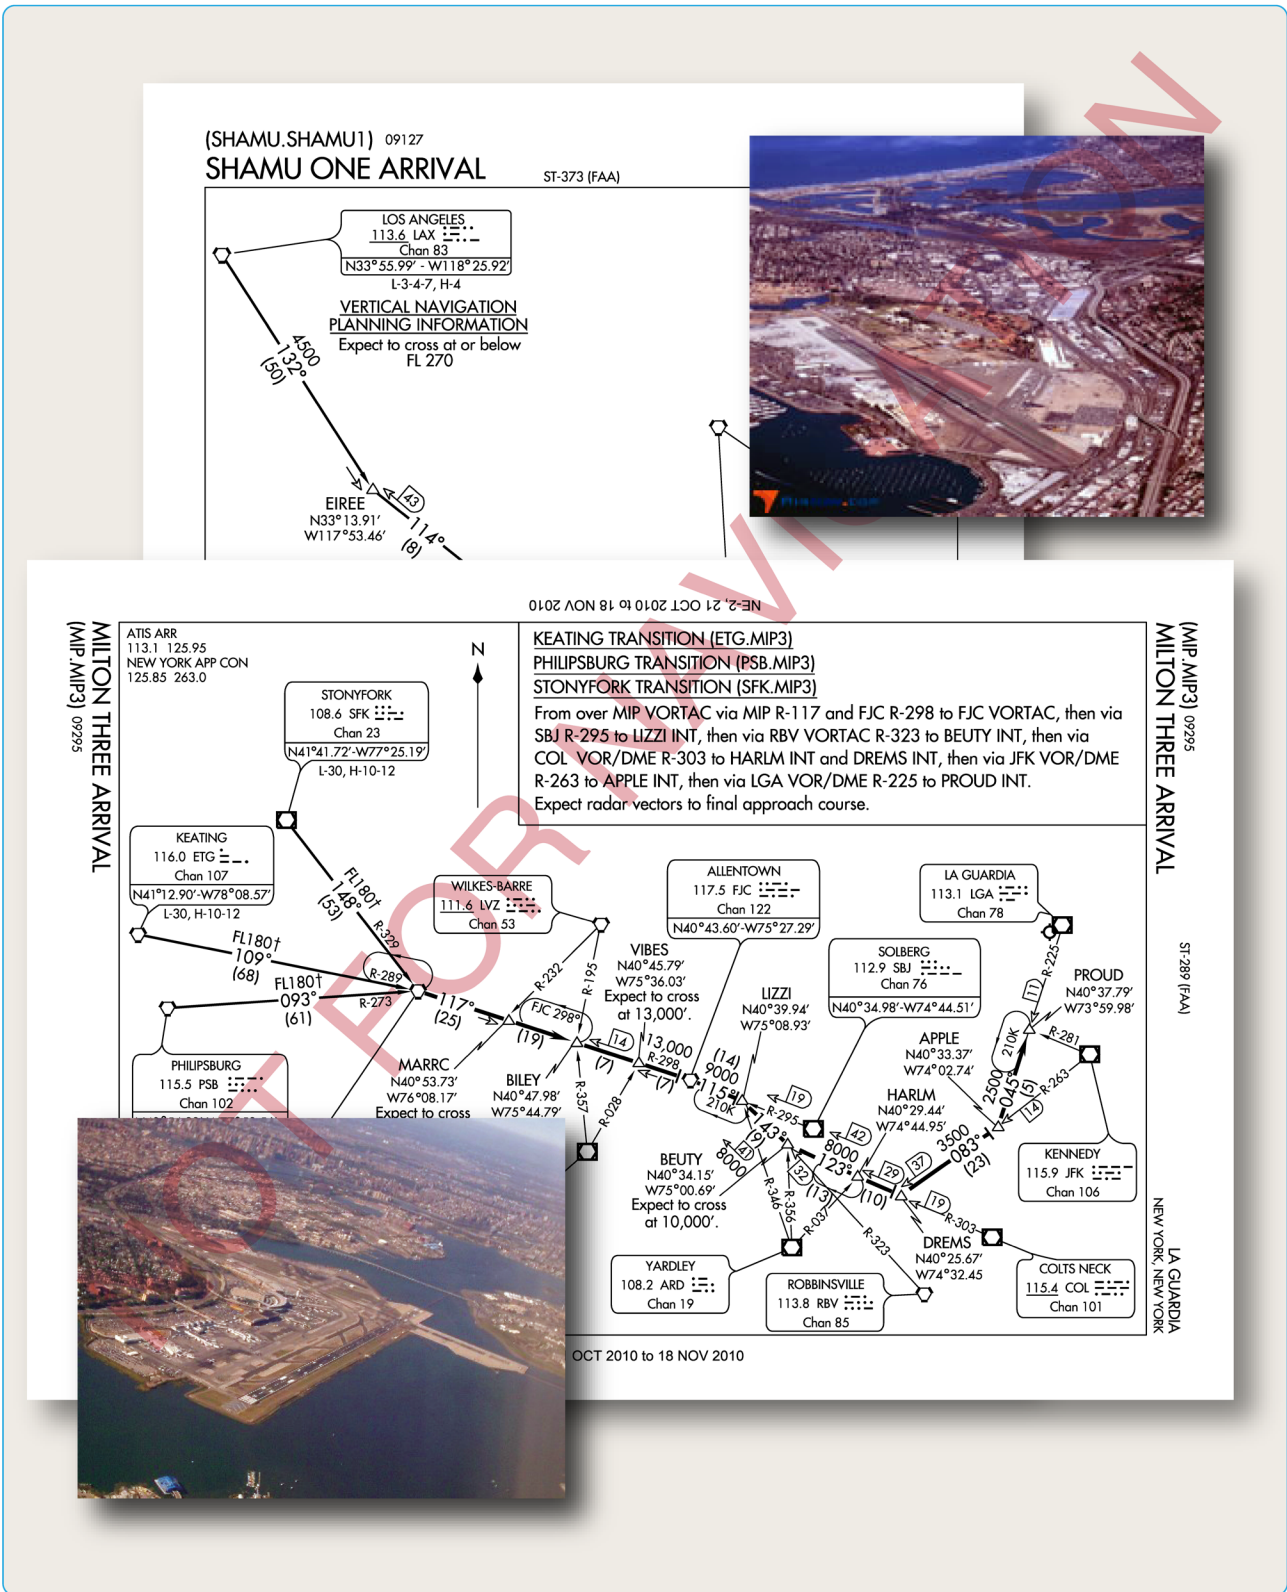 (SHAMU.SHAMU1) 09127
SHAMU ONE ARRIVAL
ST-373 (FAA)
LOS ANGELES
113.6 LAX
Chan 83
N33°55.99' - W118°25.92'
L-3-4-7, H-4
VERTICAL NAVIGATION
PLANNING INFORMATION
Expect to cross at or below
FL 270
4500
132°
(50)
EIREE
N33°13.91'
W117°53.46'
43
114°
(8)
NOT FOR NAVIGATION
NE-2, 21 OCT 2010 to 18 NOV 2010
(MIP.MIP3) 09295
MILTON THREE ARRIVAL
ATIS ARR
113.1 125.95
NEW YORK APP CON
125.85 263.0
N
KEATING TRANSITION (ETG.MIP3)
PHILIPSBURG TRANSITION (PSB.MIP3)
STONYFORK TRANSITION (SFK.MIP3)
From over MIP VORTAC via MIP R-117 and FJC R-298 to FJC VORTAC, then via
SBJ R-295 to LIZZI INT, then via RBV VORTAC R-323 to BEUTY INT, then via
COL VOR/DME R-303 to HARLM INT and DREMS INT, then via JFK VOR/DME
R-263 to APPLE INT, then via LGA VOR/DME R-225 to PROUD INT.
Expect radar vectors to final approach course.
(MIP.MIP3) 09295
MILTON THREE ARRIVAL
ST-289 (FAA)
LA GUARDIA
NEW YORK, NEW YORK
STONYFORK
108.6 SFK
Chan 23
N41°41.72'-W77°25.19'
L-30, H-10-12
KEATING
116.0 ETG
Chan 107
N41°12.90'-W78°08.57'
L-30, H-10-12
FL180†
148°
(53)
R-329
FL180†
109°
(68)
R-289
FL180†
093°
(61)
R-273
PHILIPSBURG
115.5 PSB
Chan 102
WILKES-BARRE
111.6 LVZ
Chan 53
R-232
R-195
117°
(25)
FJC 298°
(19)
14
(7)
MARRC
N40°53.73'
W76°08.17'
Expect to cross
BILEY
N40°47.98'
W75°44.79'
R-357
R-028
VIBES
N40°45.79'
W75°36.03'
Expect to cross
at 13,000'.
13,000
R-298
(7)
ALLENTOWN
117.5 FJC
Chan 122
N40°43.60'-W75°27.29'
(14)
9000
115°
210K
LIZZI
N40°39.94'
W75°08.93'
SOLBERG
112.9 SBJ
Chan 76
N40°34.98'-W74°44.51'
19
R-295
143°
(9)
41
8000
BEUTY
N40°34.15'
W75°00.69'
Expect to cross
at 10,000'.
42
8000
123°
(13)
32
R-346
R-356
R-037
R-323
HARLM
N40°29.44'
W74°44.95'
29
(10)
37
3500
083°
(23)
19
R-303
DREMS
N40°25.67'
W74°32.45
APPLE
N40°33.37'
W74°02.74'
2500
045°
(15)
210K
14
R-263
R-281
11
R-225
PROUD
N40°37.79'
W73°59.98'
LA GUARDIA
113.1 LGA
Chan 78
KENNEDY
115.9 JFK
Chan 106
COLTS NECK
115.4 COL
Chan 101
YARDLEY
108.2 ARD
Chan 19
ROBBINSVILLE
113.8 RBV
Chan 85
OCT 2010 to 18 NOV 2010